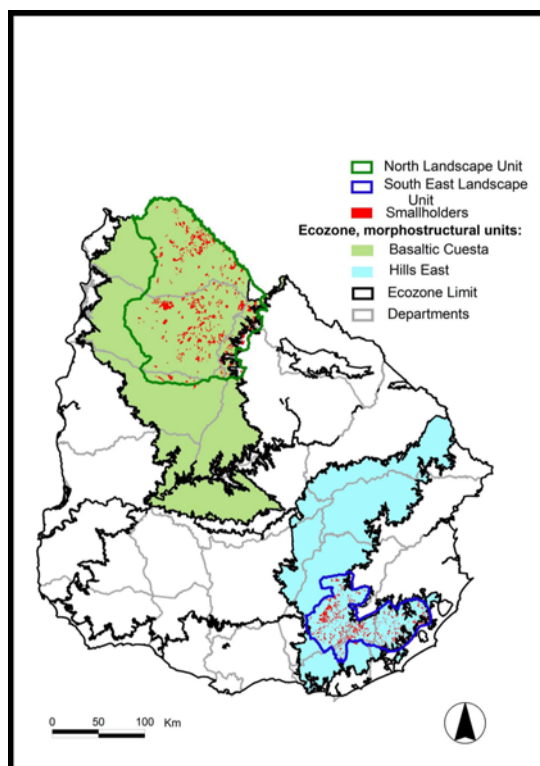 North Landscape Unit
South East Landscape
Unit
Smallholders
Ecozone, morphostructural units:
Basaltic Cuesta
Hills East
Ecozone Limit
Departments
0 50 100 Km